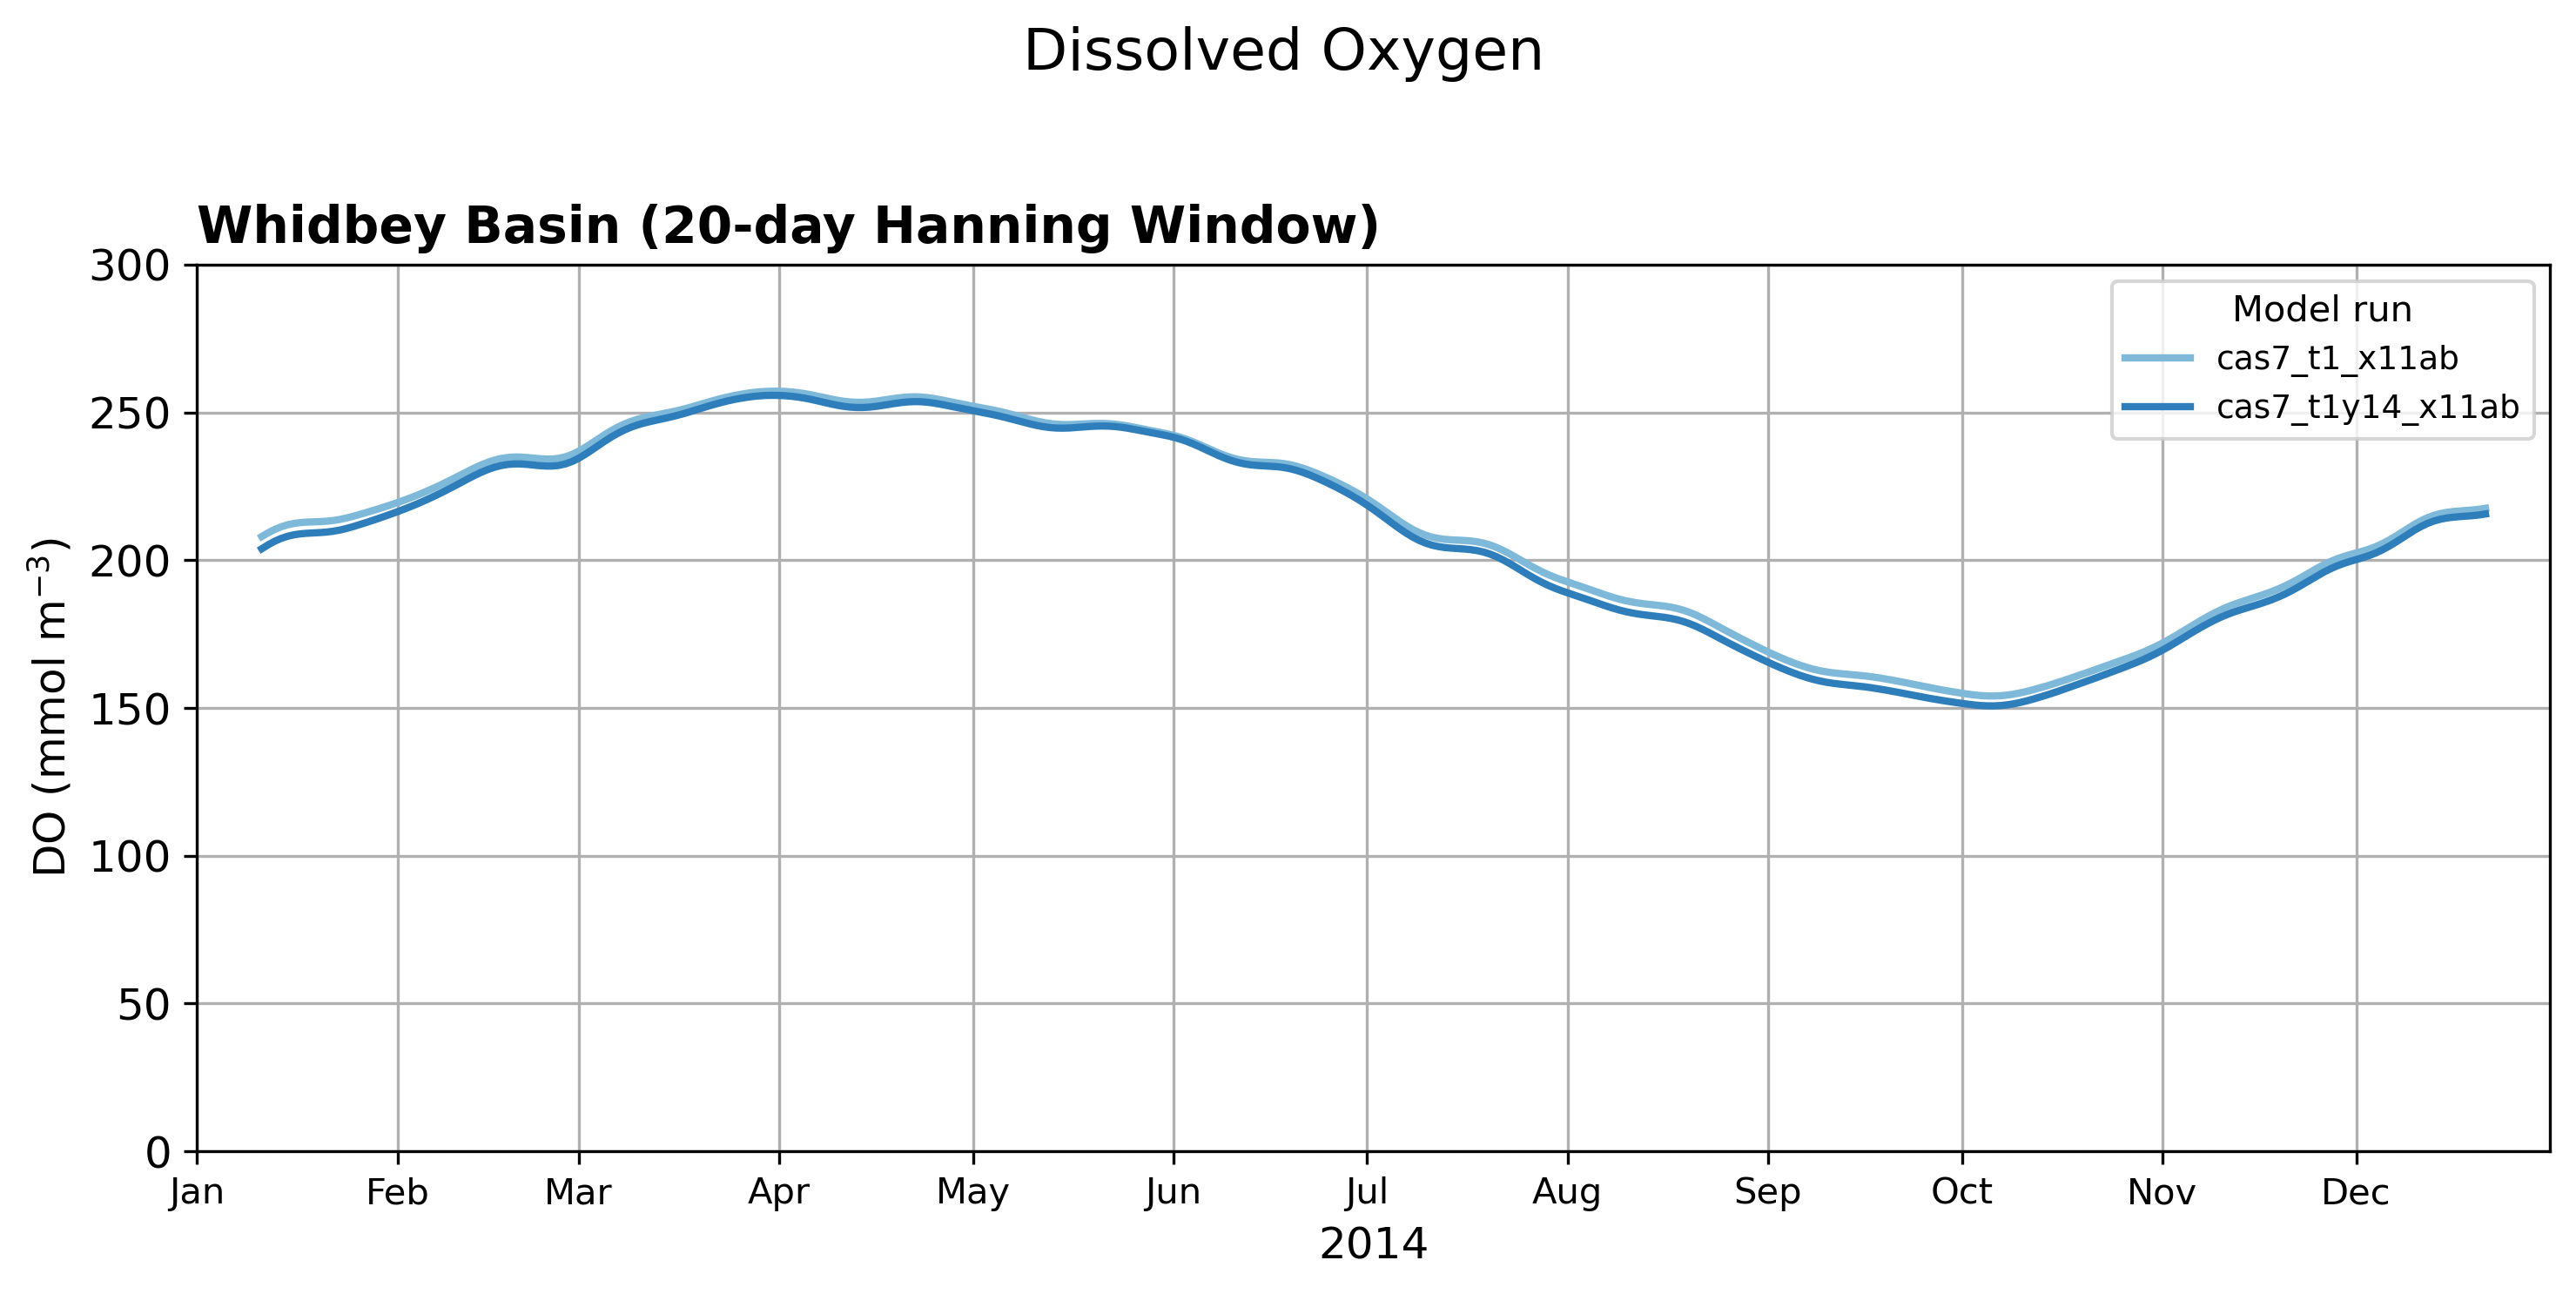 Dissolved Oxygen
Whidbey Basin (20-day Hanning Window)
300
250
200
150
100
50
0
DO (mmol m⁻³)
Model run
cas7_t1_x11ab
cas7_t1y14_x11ab
Jan Feb Mar Apr May Jun Jul Aug Sep Oct Nov Dec
2014